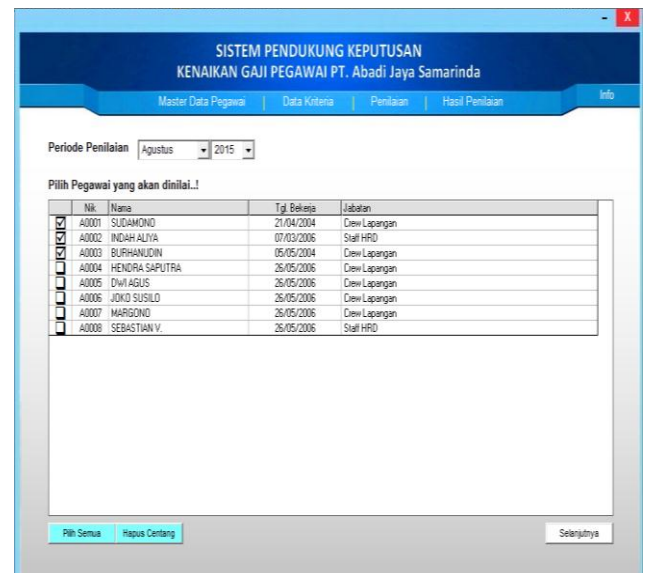 - X
SISTEM PENDUKUNG KEPUTUSAN
KENAIKAN GAJI PEGAWAI PT. Abadi Jaya Samarinda
Master Data Pegawai | Data Kriteria | Penilaian | Hasil Penilaian Info
Periode Penilaian Agustus 2015
Pilih Pegawai yang akan dinilai..!
Nik Nama Tgl. Bekerja Jabatan
A0001 SUDAMONO 21/04/2004 Crew Lapangan
A0002 INDAH ALIYA 07/03/2006 Staff HRD
A0003 BURHANUDIN 05/05/2004 Crew Lapangan
A0004 HENDRA SAPUTRA 26/05/2006 Crew Lapangan
A0005 DWI AGUS 26/05/2006 Crew Lapangan
A0006 JOKO SUSILO 26/05/2006 Crew Lapangan
A0007 MARGONO 26/05/2006 Crew Lapangan
A0008 SEBASTIAN V. 26/05/2006 Staff HRD
Pilih Semua Hapus Centang Selanjutnya